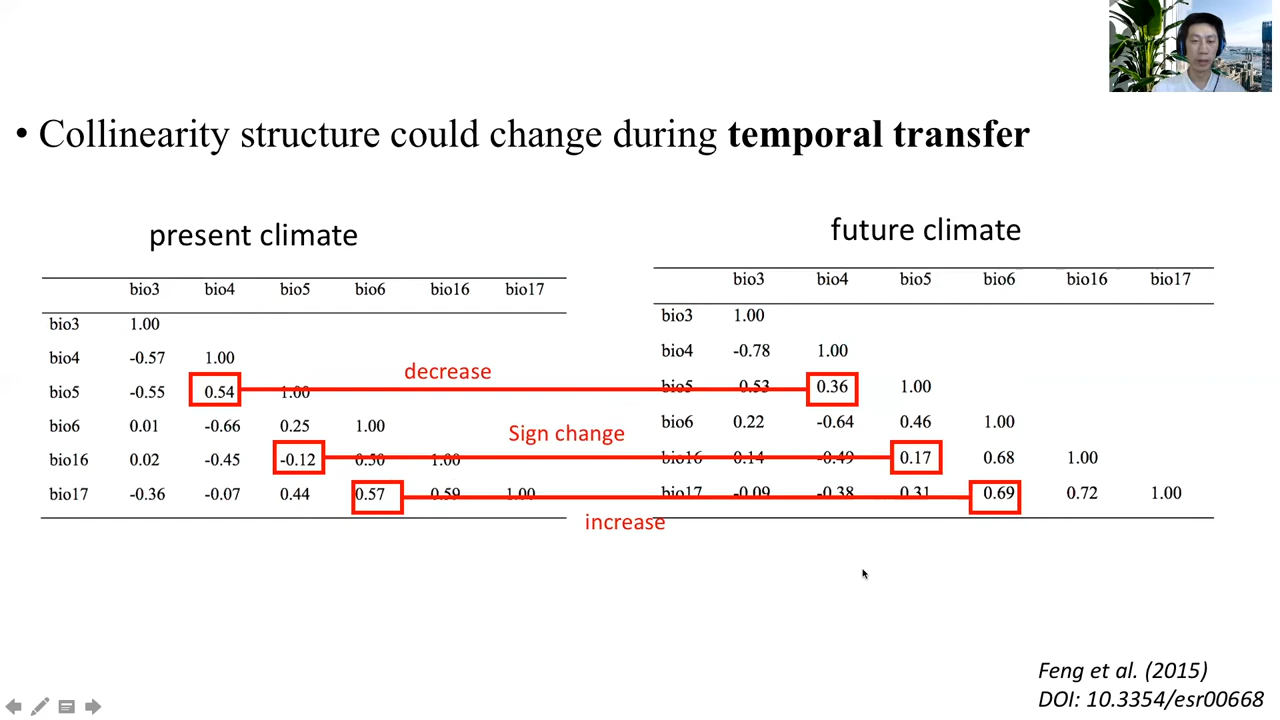 • Collinearity structure could change during temporal transfer
present climate
bio3 bio4 bio5 bio6 bio16 bio17
bio3 1.00
bio4 -0.57 1.00
bio5 -0.55 0.54 1.00
bio6 0.01 -0.66 0.25 1.00
bio16 0.02 -0.45 -0.12 0.50 1.00
bio17 -0.36 -0.07 0.44 0.57 0.59 1.00
future climate
bio3 bio4 bio5 bio6 bio16 bio17
bio3 1.00
bio4 -0.78 1.00
bio5 -0.53 0.36 1.00
bio6 0.22 -0.64 0.46 1.00
bio16 0.14 -0.49 0.17 0.68 1.00
bio17 -0.09 -0.38 0.31 0.69 0.72 1.00
decrease
Sign change
increase
Feng et al. (2015)
DOI: 10.3354/esr00668